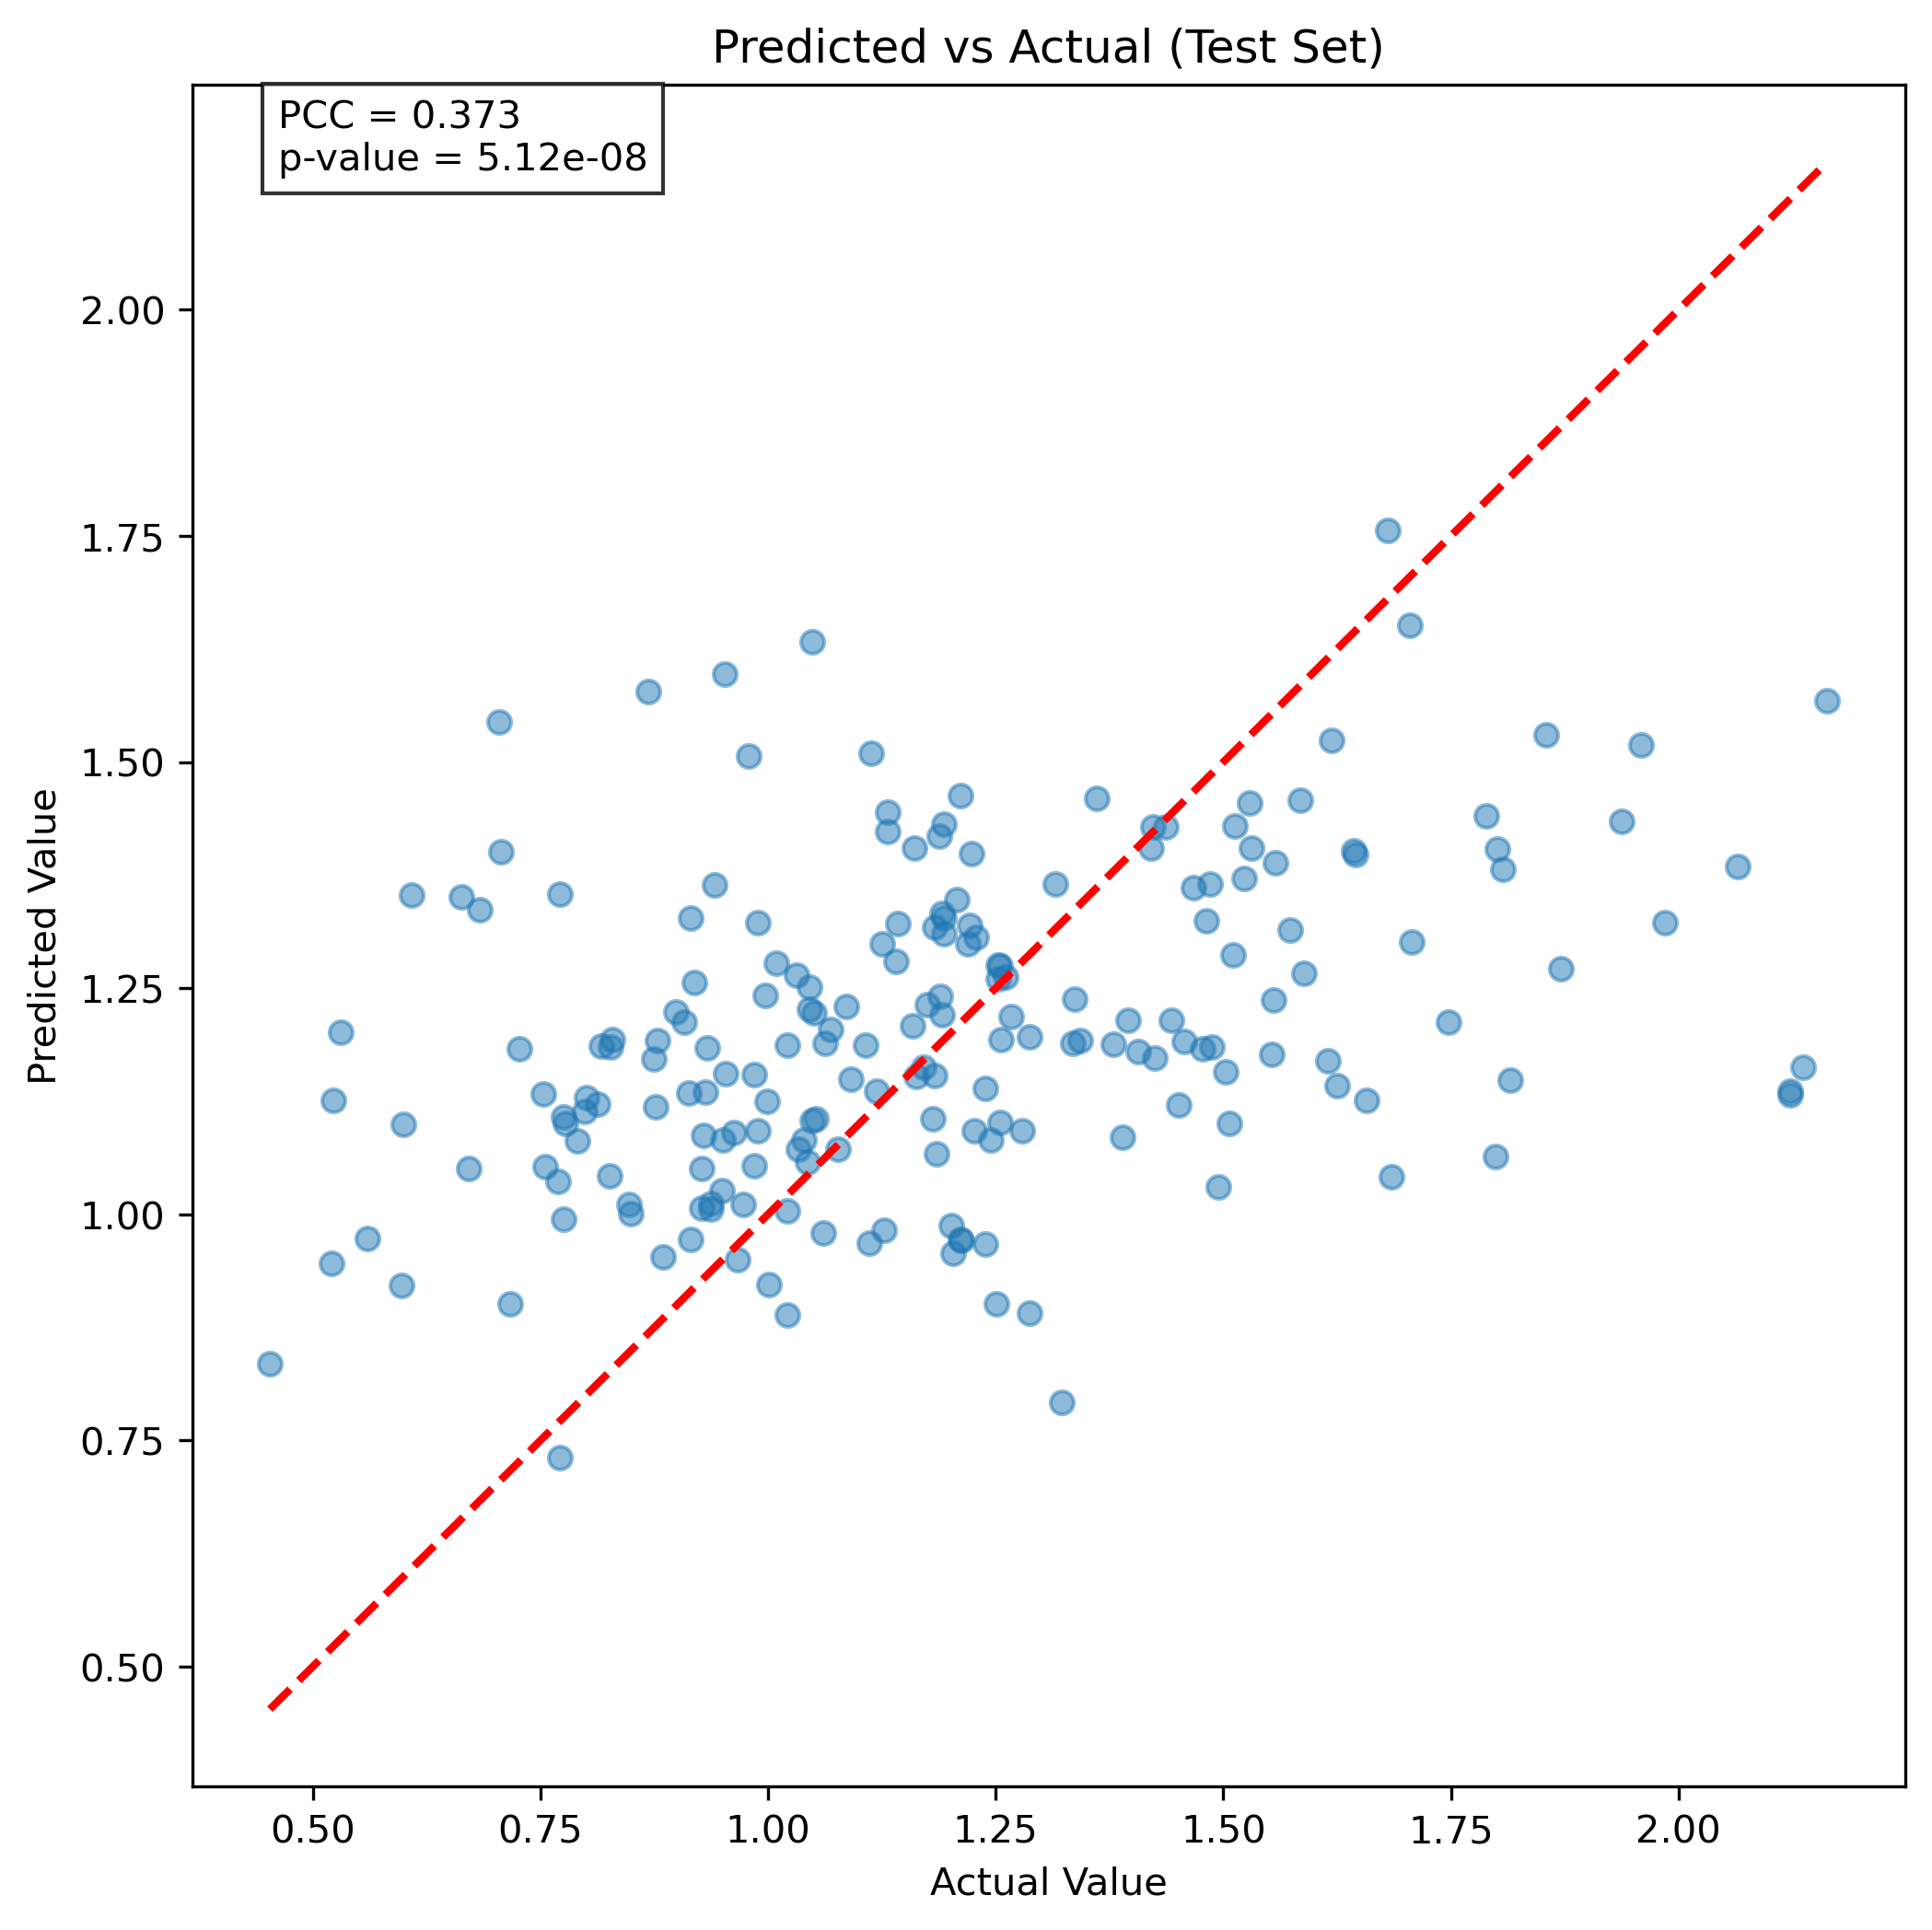 Predicted vs Actual (Test Set)
PCC = 0.373
p-value = 5.12e-08
Predicted Value
2.00
1.75
1.50
1.25
1.00
0.75
0.50
0.50 0.75 1.00 1.25 1.50 1.75 2.00
Actual Value